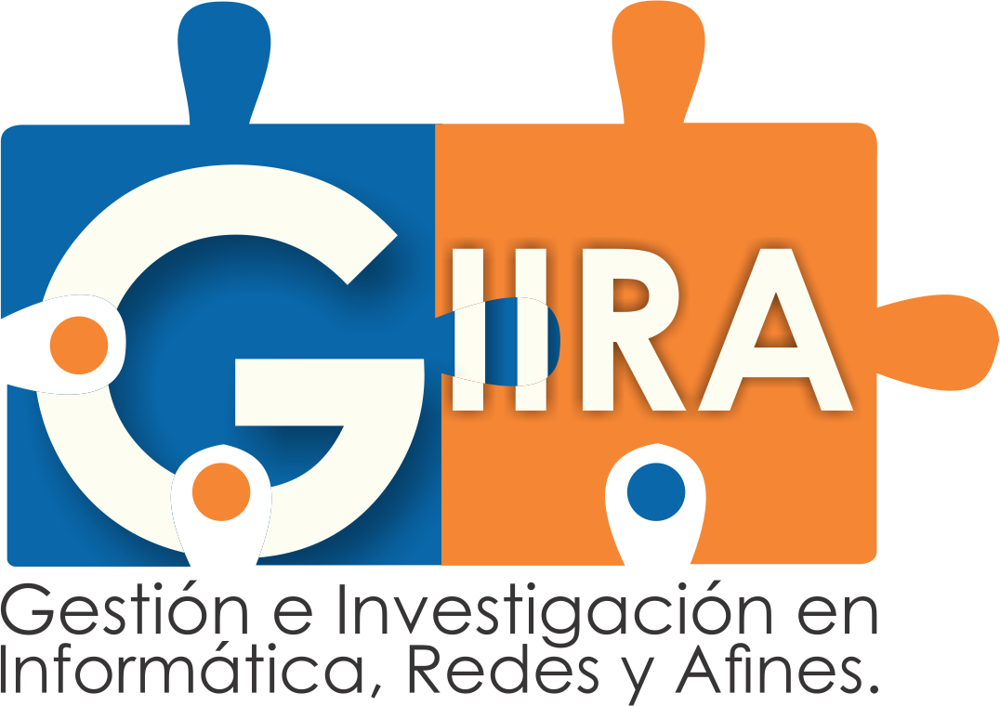 GIIRA
Gestión e Investigación en
Informática, Redes y Afines.